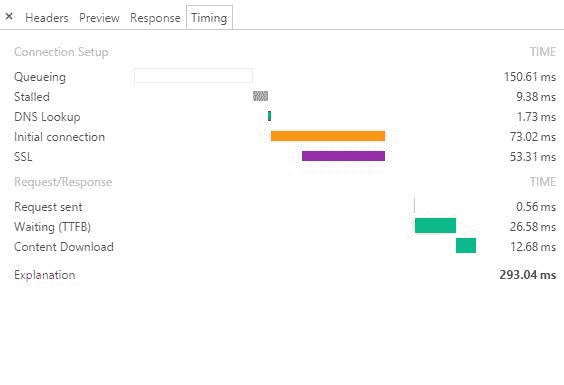 × Headers Preview Response Timing
Connection Setup TIME
Queueing 150.61 ms
Stalled 9.38 ms
DNS Lookup 1.73 ms
Initial connection 73.02 ms
SSL 53.31 ms
Request/Response TIME
Request sent 0.56 ms
Waiting (TTFB) 26.58 ms
Content Download 12.68 ms
Explanation 293.04 ms